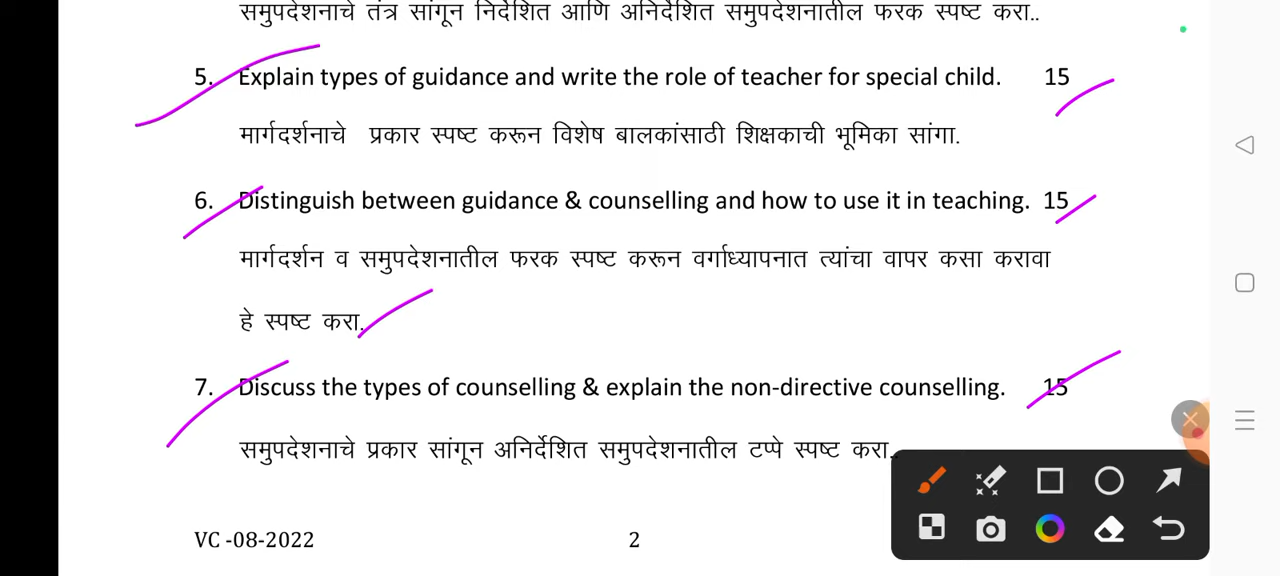 समुपदेशनाचे तंत्र सांगून निर्देशित आणि अनिर्देशित समुपदेशनातील फरक स्पष्ट करा..
5. Explain types of guidance and write the role of teacher for special child. 15
मार्गदर्शनाचे प्रकार स्पष्ट करून विशेष बालकांसाठी शिक्षकाची भूमिका सांगा.
6. Distinguish between guidance & counselling and how to use it in teaching. 15
मार्गदर्शन व समुपदेशनातील फरक स्पष्ट करून वर्गाध्यापनात त्यांचा वापर कसा करावा
हे स्पष्ट करा.
7. Discuss the types of counselling & explain the non-directive counselling. 15
समुपदेशनाचे प्रकार सांगून अनिर्देशित समुपदेशनातील टप्पे स्पष्ट करा..
VC -08-2022 2